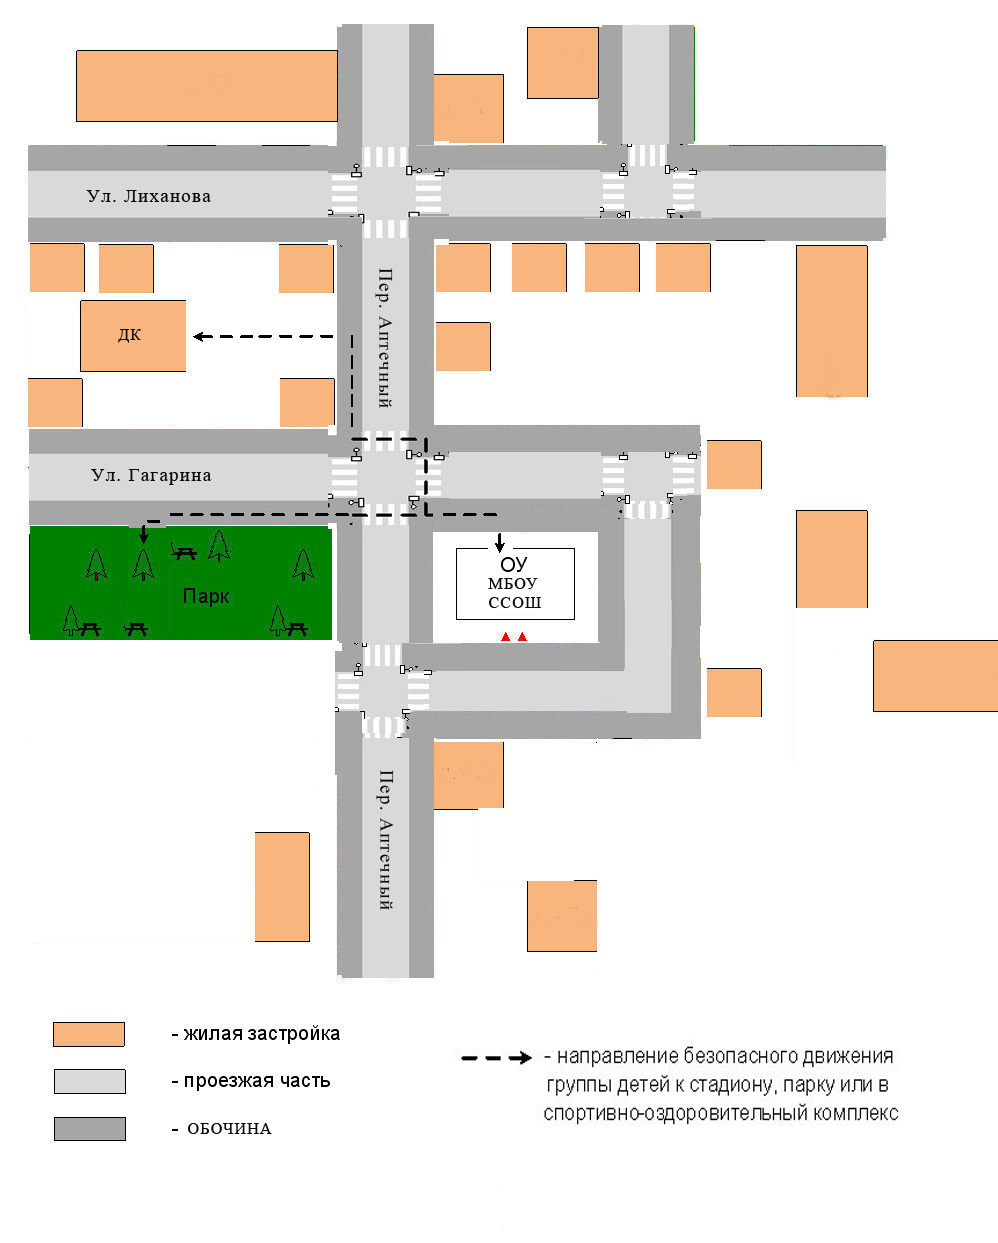 Ул. Лиханова
Пер. Аптечный
ДК
Ул. Гагарина
ОУ
МБОУ
ССОШ
Парк
Пер. Аптечный
- жилая застройка
- проезжая часть
- ОБОЧИНА
- направление безопасного движения
группы детей к стадиону, парку или в
спортивно-оздоровительный комплекс